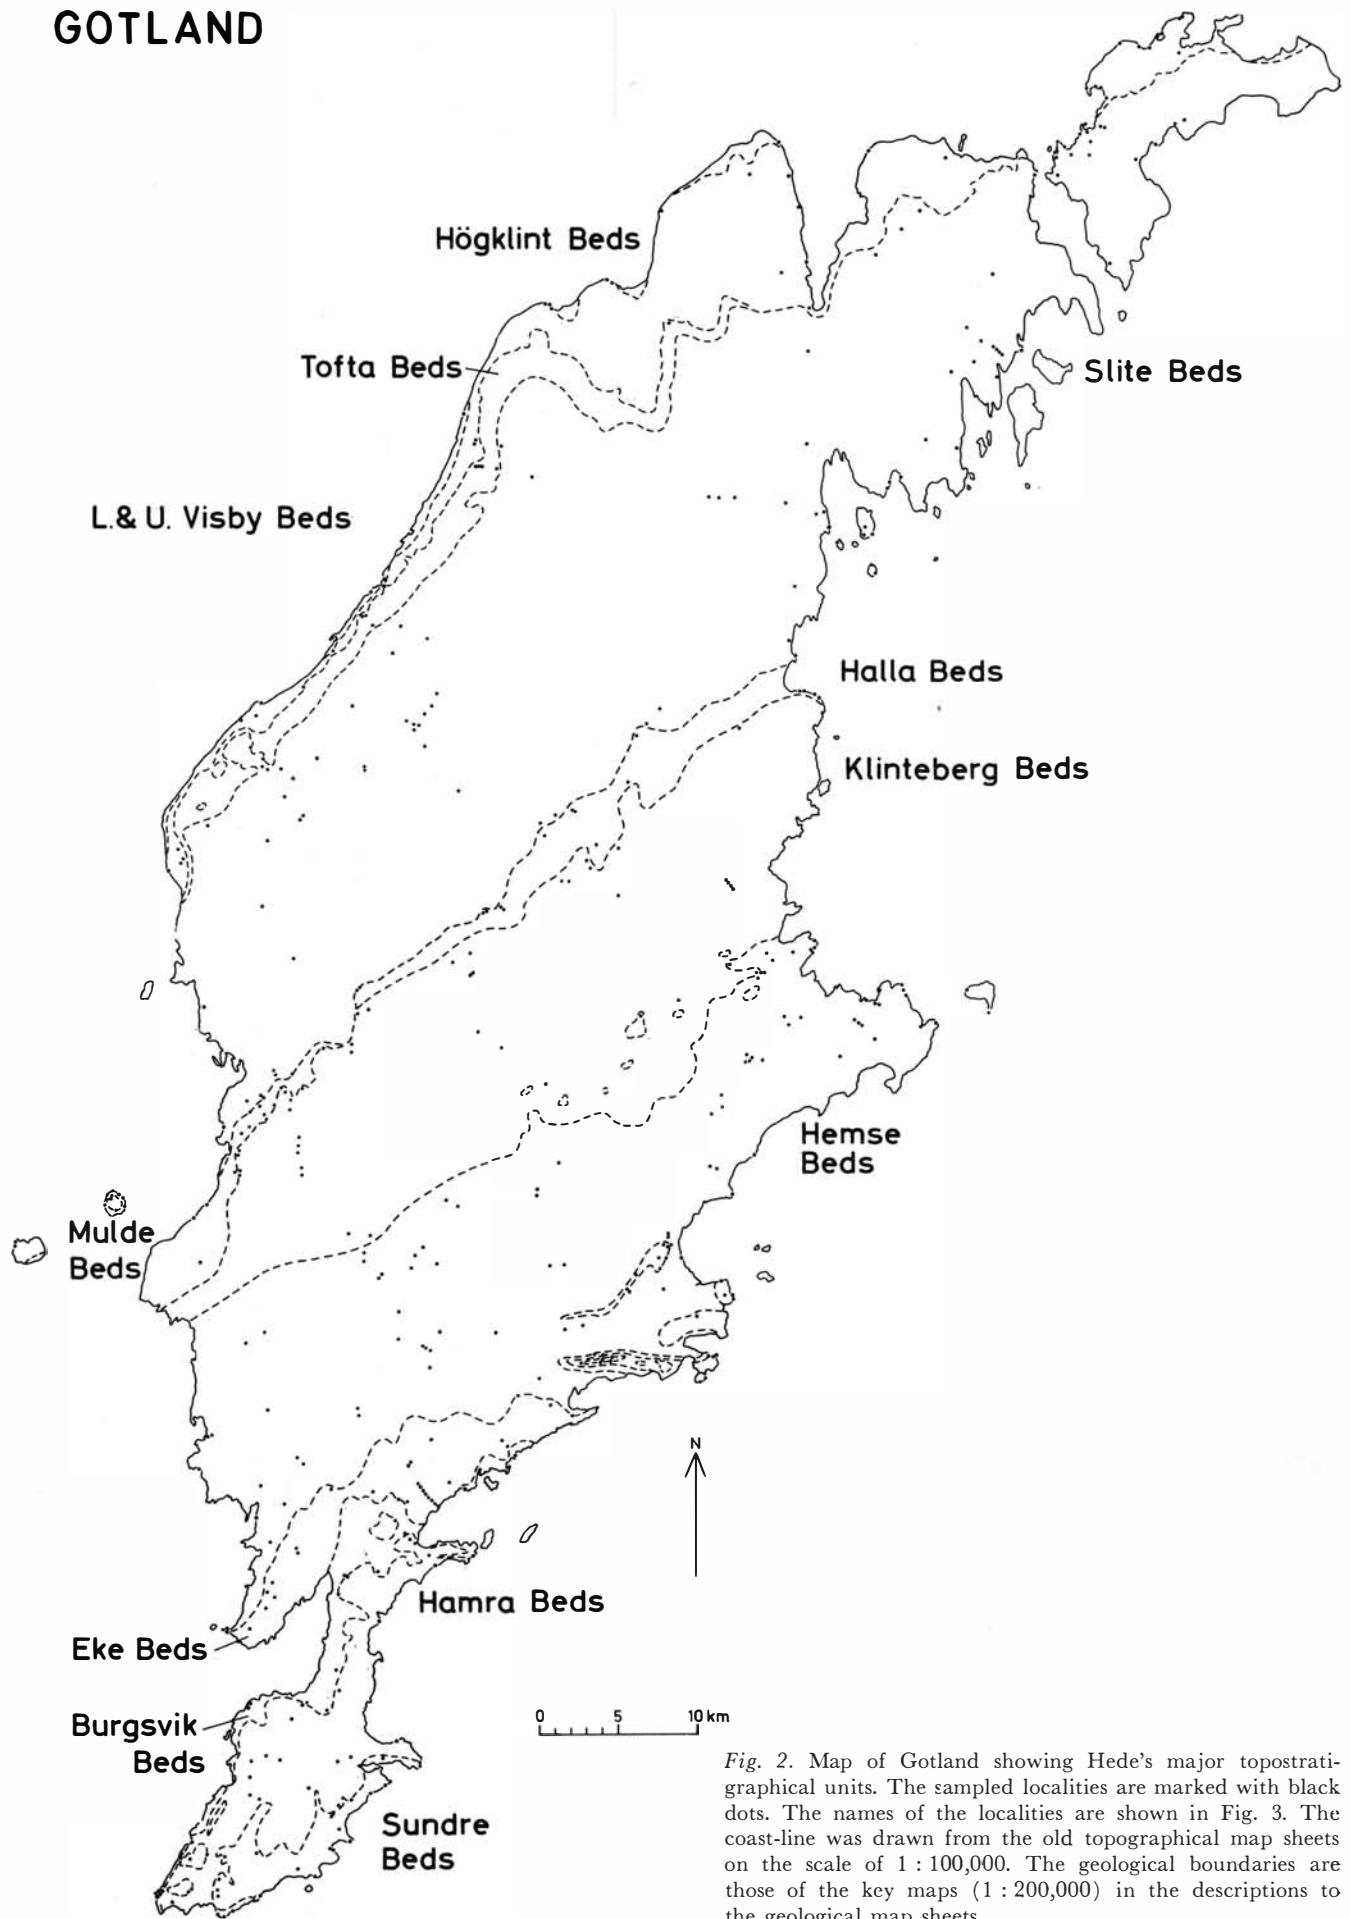 GOTLAND
Högklint Beds
Tofta Beds
Slite Beds
L.& U. Visby Beds
Halla Beds
Klinteberg Beds
Hemse
Beds
Mulde
Beds
N
Hamra Beds
Eke Beds
Burgsvik
Beds
0 5 10 km
Sundre
Beds
Fig. 2. Map of Gotland showing Hede's major topostrati-
graphical units. The sampled localities are marked with black
dots. The names of the localities are shown in Fig. 3. The
coast-line was drawn from the old topographical map sheets
on the scale of 1 : 100,000. The geological boundaries are
those of the key maps (1 : 200,000) in the descriptions to
the geological map sheets.